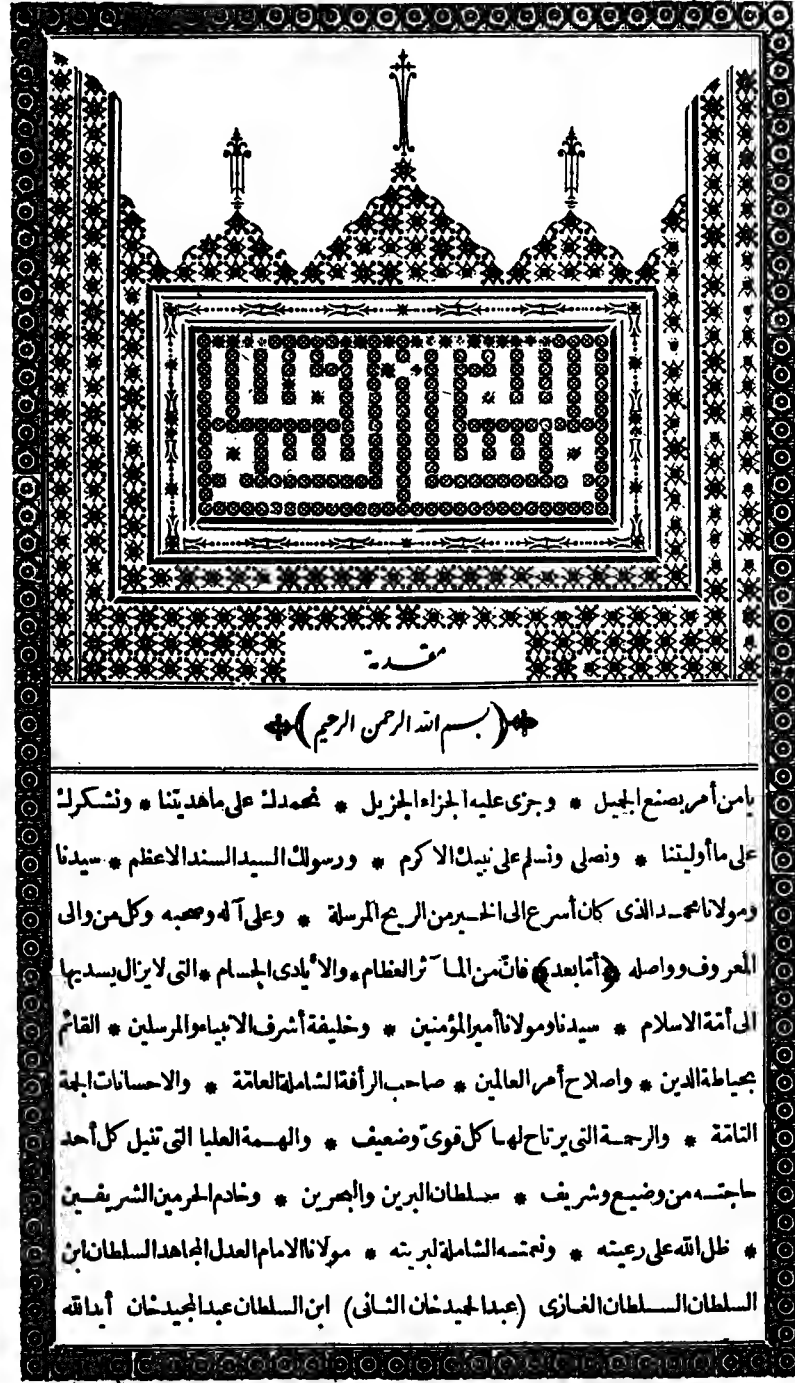 مقدمة
(بسم الله الرحمن الرحيم)
يامن أمر بصنع الجميل * وجزى عليه الجزاء الجزيل * نحمدك على ماهديتنا * ونشكرك
على ماأوليتنا * ونصلى ونسلم على نبيك الاكرم * ورسولك السيد السند الاعظم * سيدنا
ومولانا محمد الذى كان أسرع الى الخير من الريح المرسلة * وعلى آله وصحبه وكل من والى
المعروف وواصله ﴿أمّابعد﴾ فانّ من المآثر العظام * والأيادى الجسام * التى لايزال يسديها
الى أمّة الاسلام * سيدنا ومولانا أمير المؤمنين * وخليفة أشرف الانبياء والمرسلين * القائم
بحياطة الدين * واصلاح أمر العالمين * صاحب الرأفة الشاملة العامّة * والاحسانات الجمة
التامّة * والرحمة التى يرتاح لها كل قوىّ وضعيف * والهمة العليا التى تنيل كل أحد
حاجته من وضيع وشريف * سلطان البرين والبحرين * وخادم الحرمين الشريفين
* ظل الله على رعيته * ونعمته الشاملة لبريته * مولانا الامام العدل المجاهد السلطان ابن
السلطان السلطان الغازى (عبد الحميد خان الثانى) ابن السلطان عبد المجيد خان أيد الله